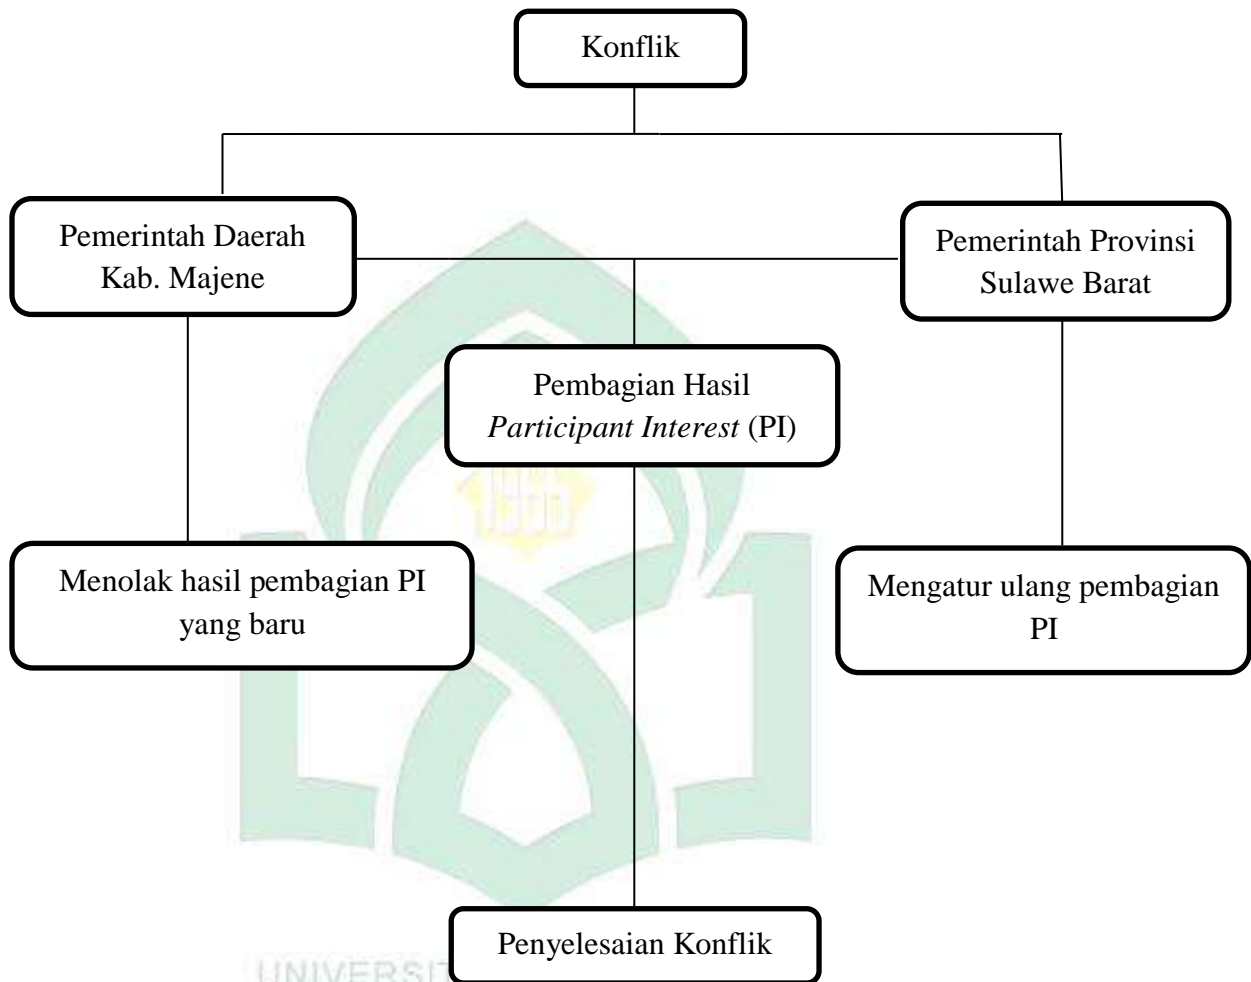 Konflik
Pemerintah Daerah
Kab. Majene
Pemerintah Provinsi
Sulawe Barat
Pembagian Hasil
Participant Interest (PI)
Menolak hasil pembagian PI
yang baru
Mengatur ulang pembagian
PI
Penyelesaian Konflik